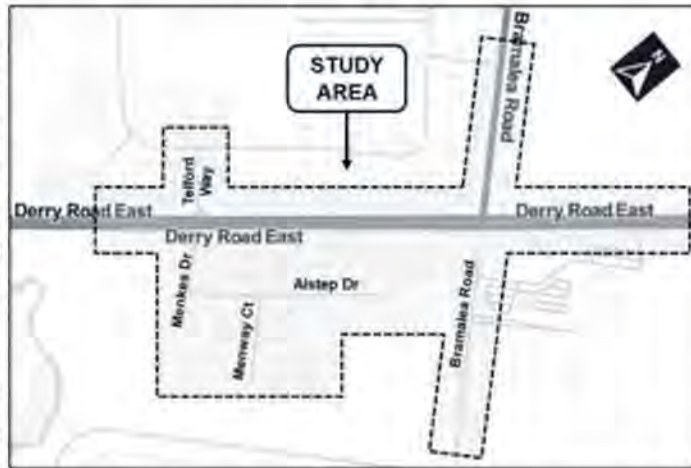 Bramalea Road
N
STUDY
AREA
Telford
Way
Derry Road East
Derry Road East
Derry Road East
Menkes Dr
Alstep Dr
Menway Ct
Bramalea Road